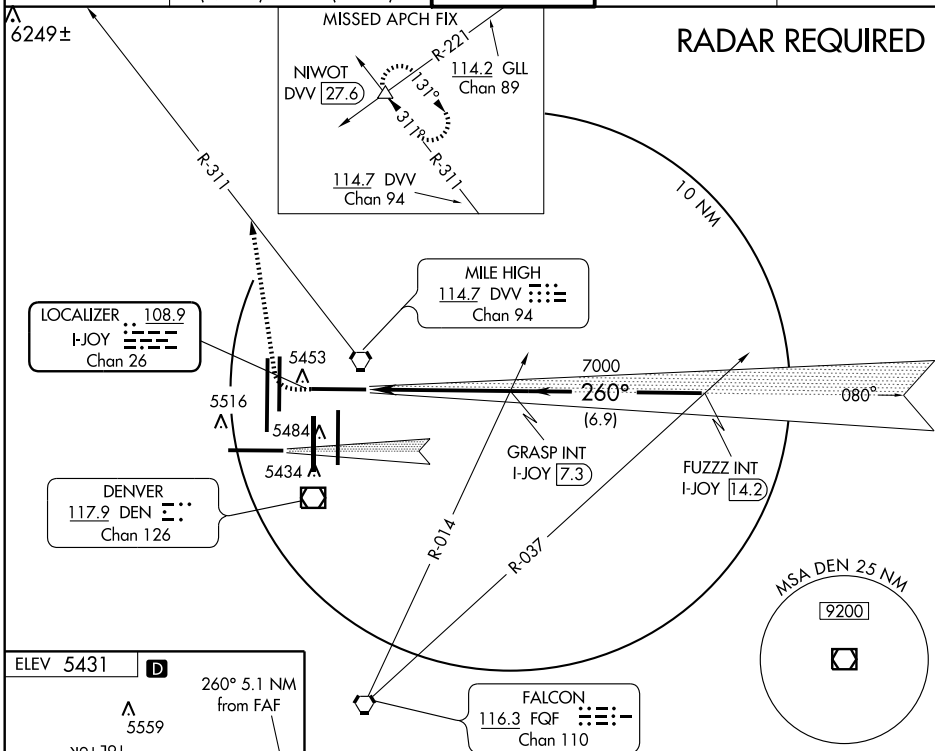 6249±
MISSED APCH FIX
NIWOT
DVV 27.6
R-221
114.2 GLL
Chan 89
131°
311°
R-311
114.7 DVV
Chan 94
RADAR REQUIRED
R-311
10 NM
MILE HIGH
114.7 DVV
Chan 94
LOCALIZER 108.9
I-JOY
Chan 26
5453
5516
5484
5434
7000
260°
(6.9)
080°
GRASP INT
I-JOY 7.3
FUZZZ INT
I-JOY 14.2
DENVER
117.9 DEN
Chan 126
R-014
R-037
MSA DEN 25 NM
9200
ELEV 5431 D
260° 5.1 NM
from FAF
5559
FALCON
116.3 FQF
Chan 110